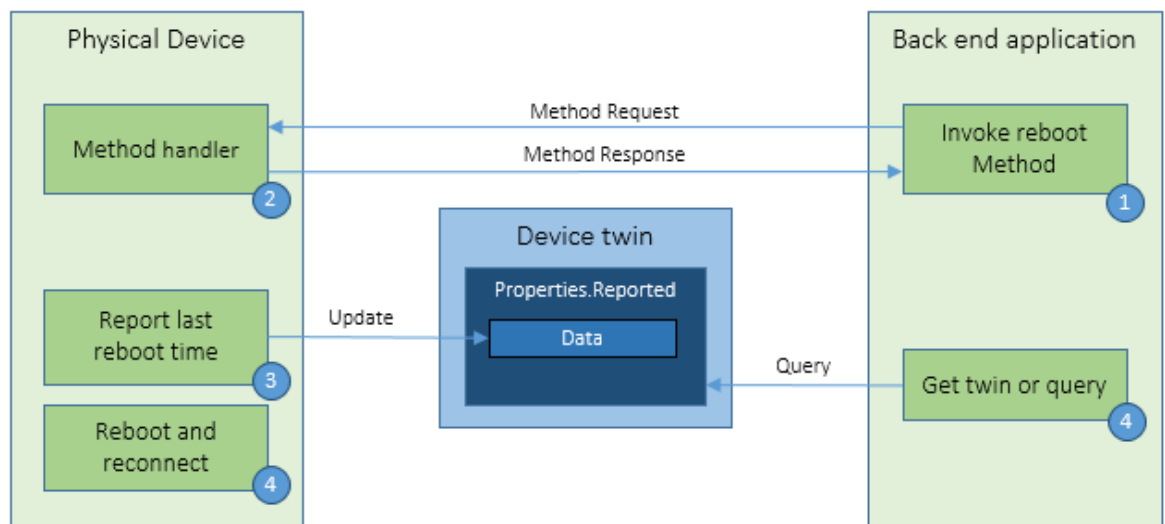 Physical Device
Back end application
Method Request
Method handler
Invoke reboot
Method
Method Response
2
1
Device twin
Properties.Reported
Report last
reboot time
Update
Data
3
Query
Get twin or query
4
Reboot and
reconnect
4